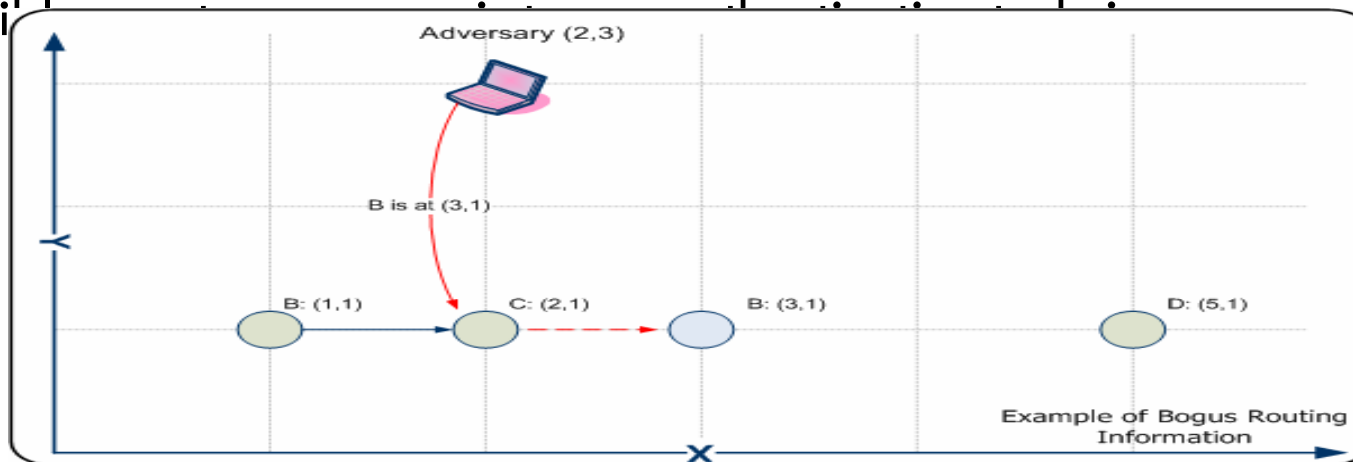 Adversary (2,3)
B is at (3,1)
B: (1,1)
C: (2,1)
B: (3,1)
D: (5,1)
Y
Example of Bogus Routing
Information
X